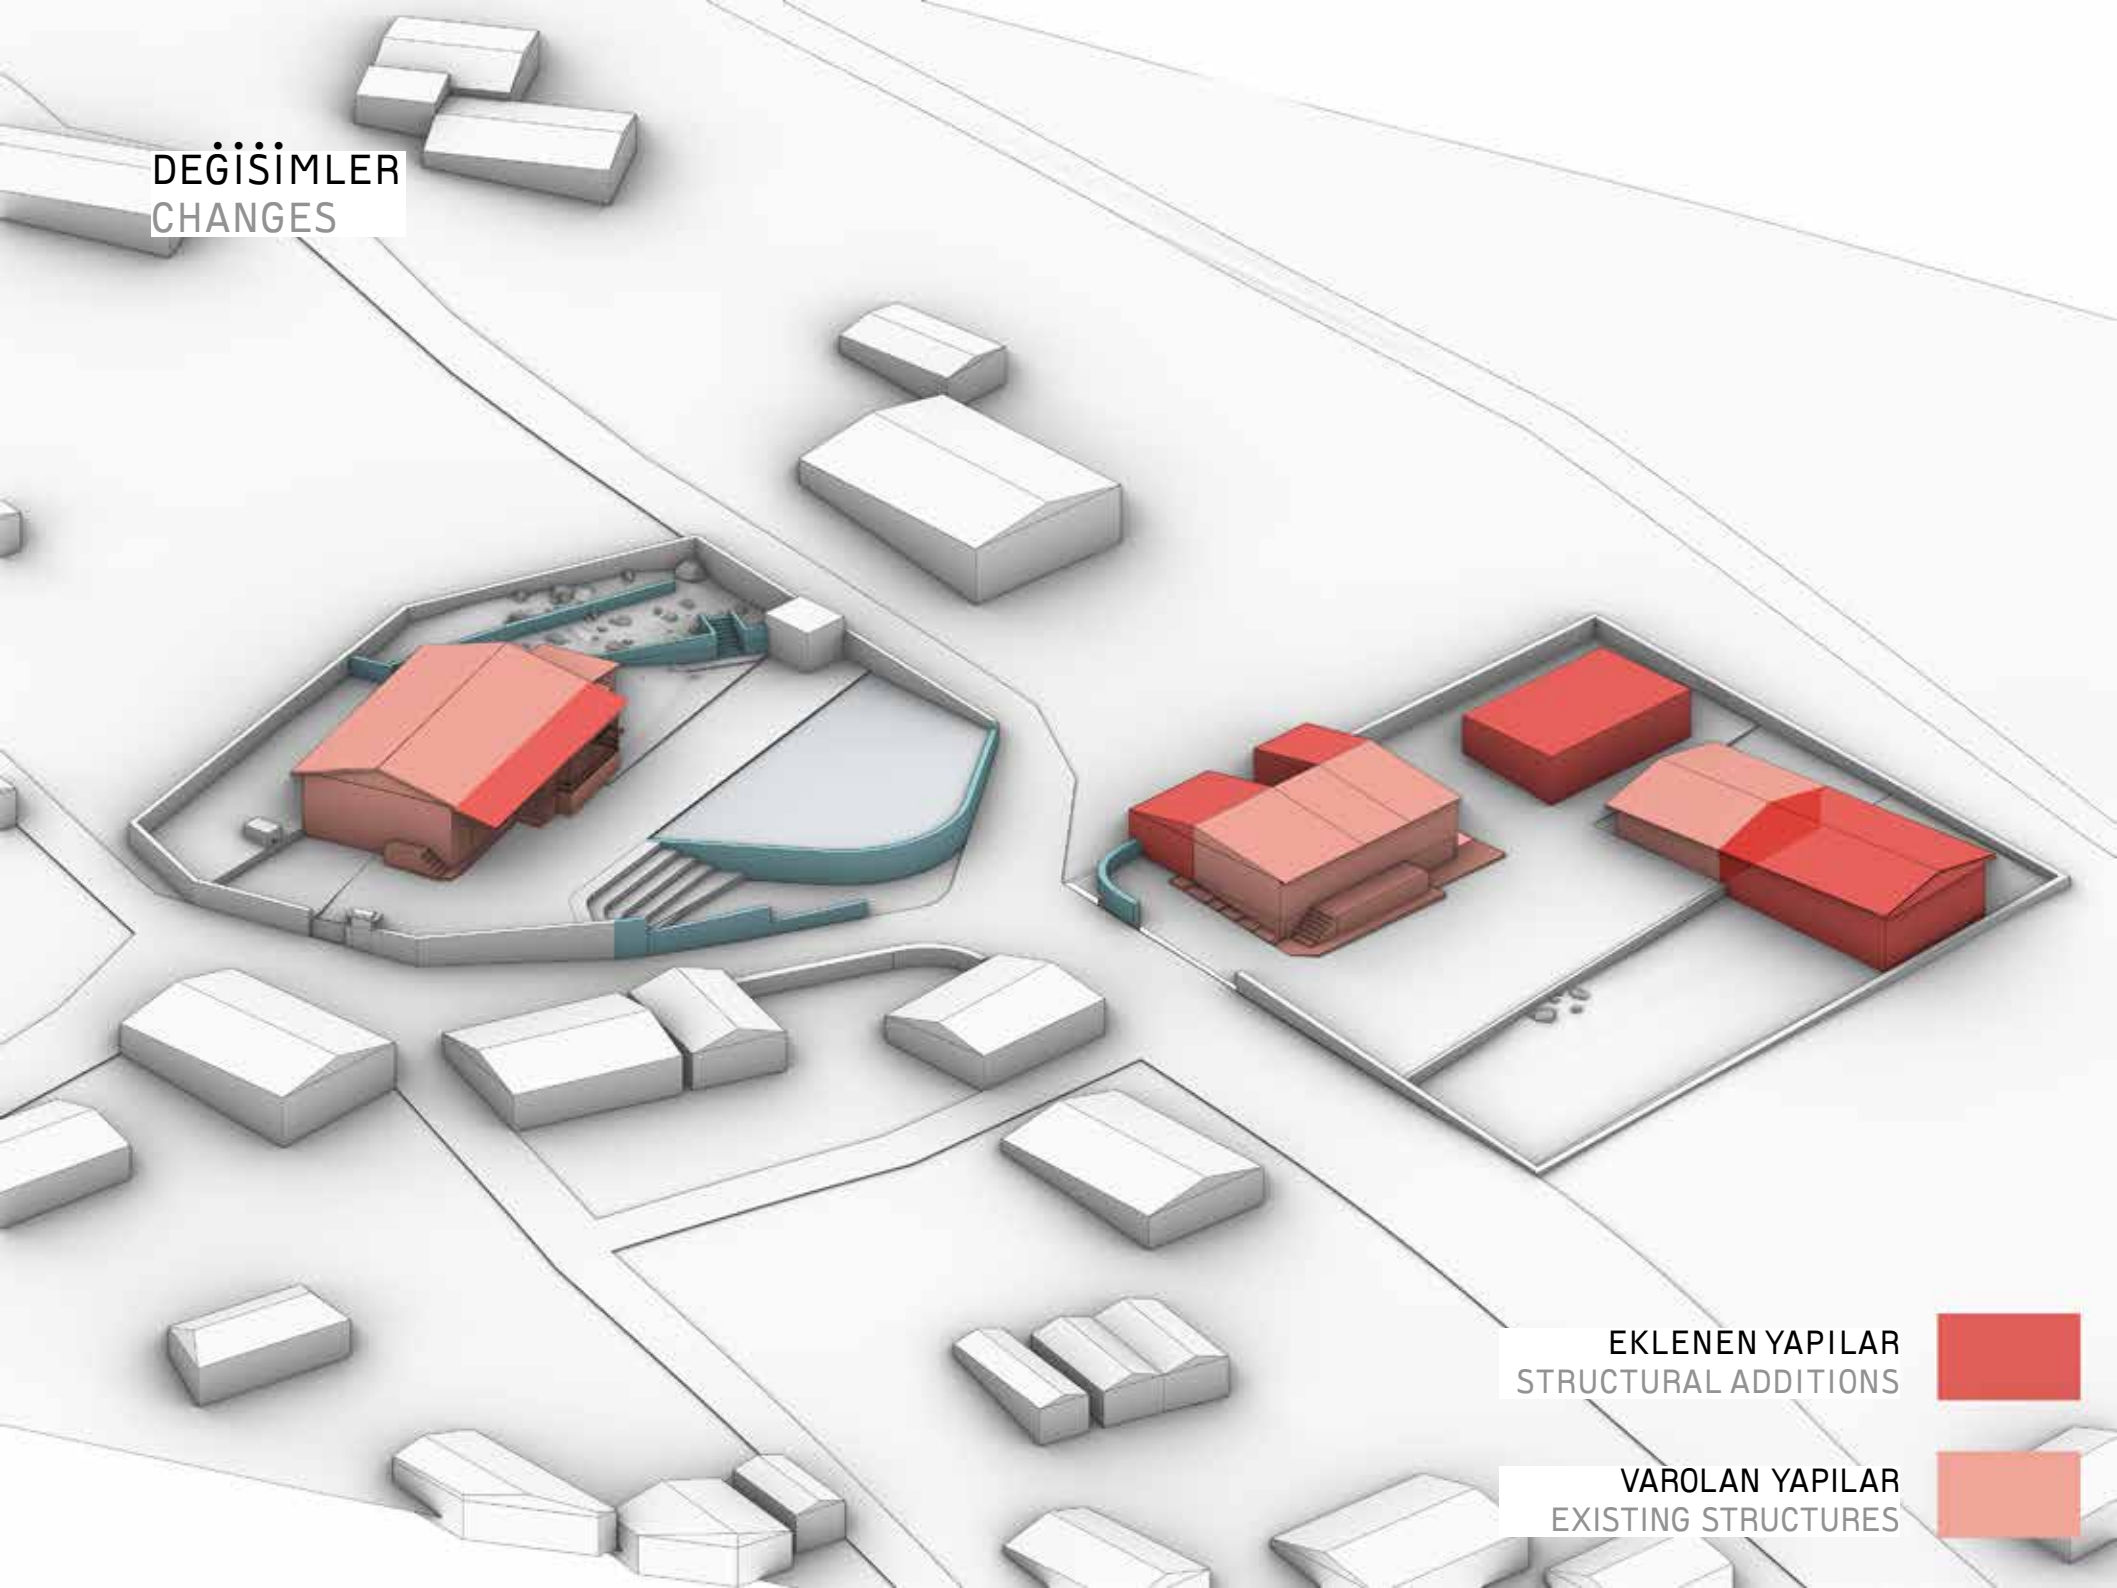 DEĞİŞİMLER
CHANGES
EKLENEN YAPILAR
STRUCTURAL ADDITIONS
VAROLAN YAPILAR
EXISTING STRUCTURES